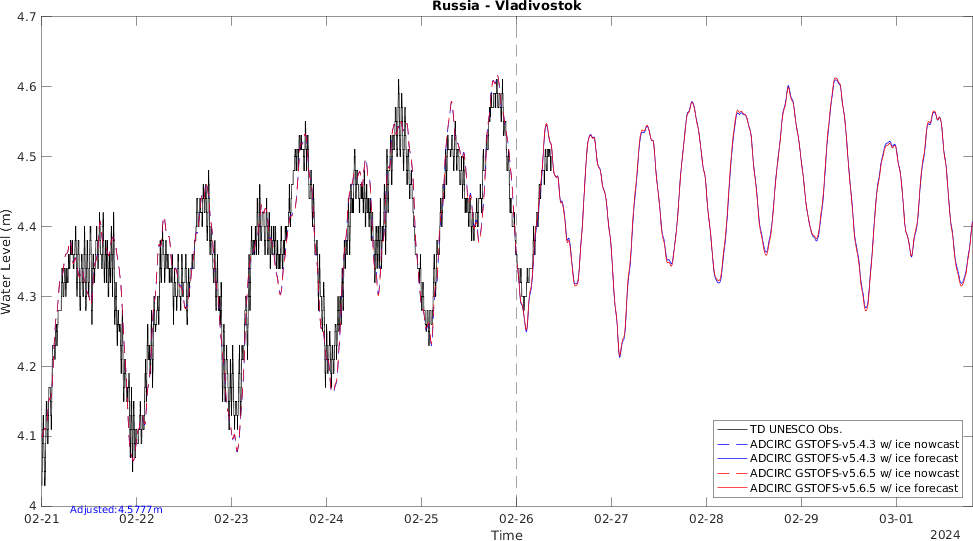 Russia - Vladivostok
4.7
4.6
4.5
4.4
4.3
4.2
4.1
4
Water Level (m)
TD UNESCO Obs.
ADCIRC GSTOFS-v5.4.3 w/ ice nowcast
ADCIRC GSTOFS-v5.4.3 w/ ice forecast
ADCIRC GSTOFS-v5.6.5 w/ ice nowcast
ADCIRC GSTOFS-v5.6.5 w/ ice forecast
Adjusted:4.5777m
02-21 02-22 02-23 02-24 02-25 02-26 02-27 02-28 02-29 03-01
Time
2024